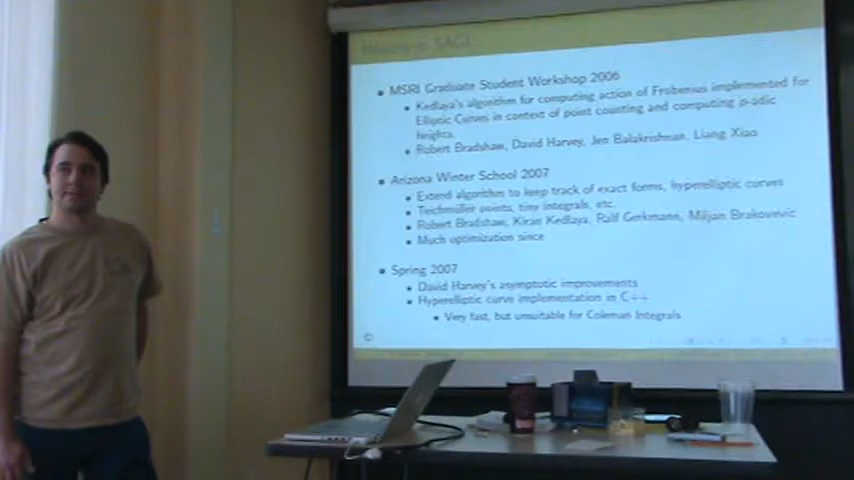 History in SAGE
MSRI Graduate Student Workshop 2006
Kedlaya's algorithm for computing action of Frobenius implemented for
Elliptic Curves in context of point counting and computing p-adic
heights.
Robert Bradshaw, David Harvey, Jen Balakrishnan, Liang Xiao
Arizona Winter School 2007
Extend algorithm to keep track of exact forms, hyperelliptic curves
Teichmuller points, tiny integrals, etc.
Robert Bradshaw, Kiran Kedlaya, Ralf Gerkmann, Miljan Brakovevic
Much optimization since
Spring 2007
David Harvey's asymptotic improvements
Hyperelliptic curve implementation in C++
Very fast, but unsuitable for Coleman Integrals